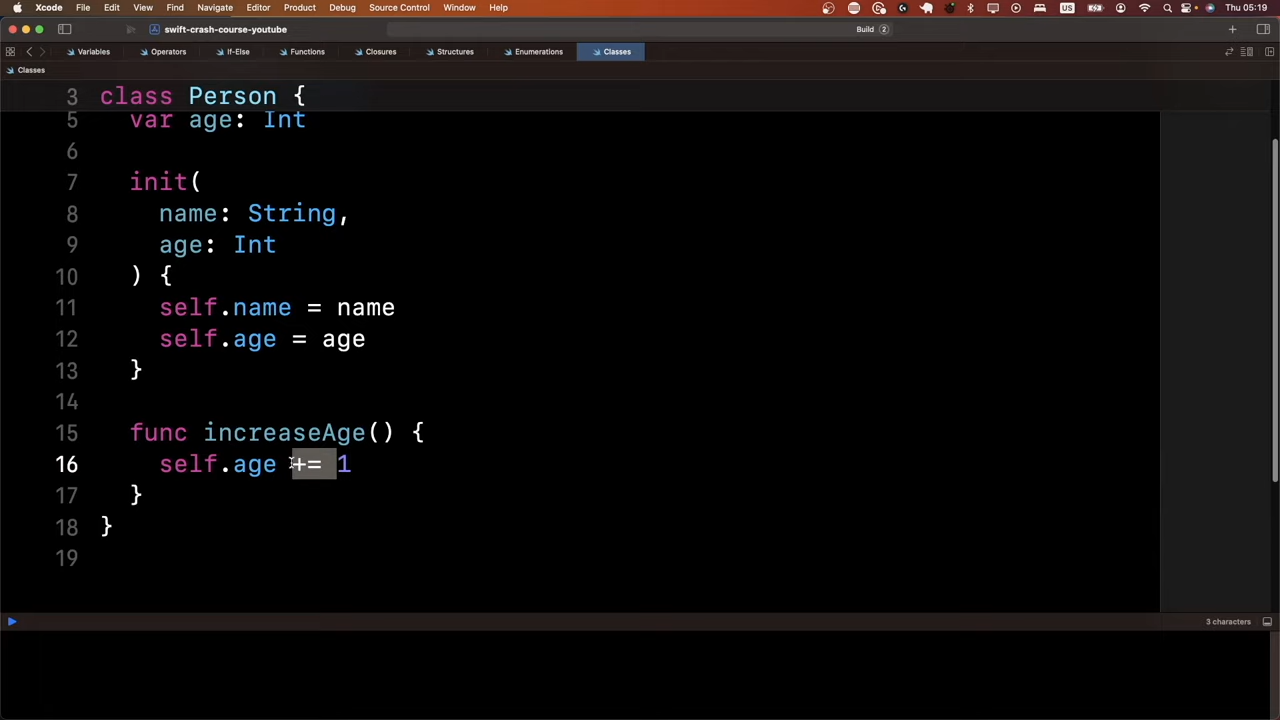 Xcode File Edit View Find Navigate Editor Product Debug Source Control Window Help US Thu 05:19
swift-crash-course-youtube Build 2
Variables Operators If-Else Functions Closures Structures Enumerations Classes
Classes
3 class Person {
5 var age: Int
6
7 init(
8 name: String,
9 age: Int
10 ) {
11 self.name = name
12 self.age = age
13 }
14
15 func increaseAge() {
16 self.age += 1
17 }
18 }
19
3 characters